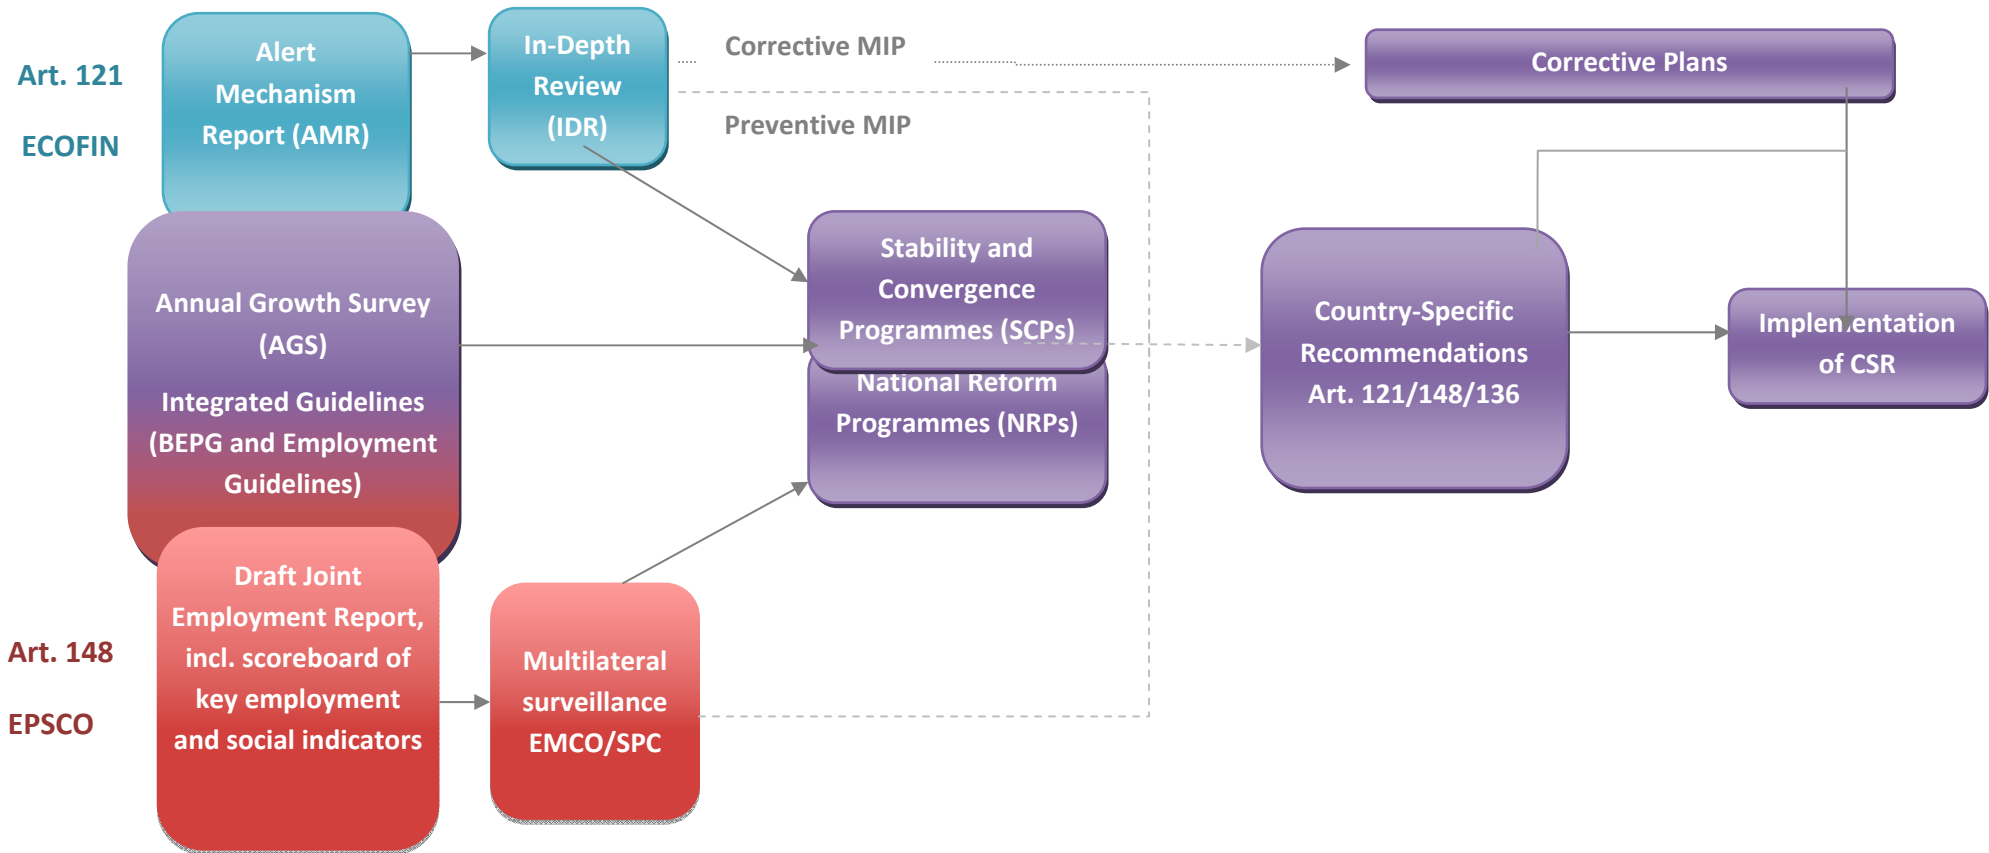 Art. 121
ECOFIN
Alert
Mechanism
Report (AMR)
In-Depth
Review
(IDR)
Corrective MIP
Preventive MIP
Corrective Plans
Annual Growth Survey
(AGS)
Integrated Guidelines
(BEPG and Employment
Guidelines)
Stability and
Convergence
Programmes (SCPs)
National Reform
Programmes (NRPs)
Country-Specific
Recommendations
Art. 121/148/136
Implementation
of CSR
Art. 148
EPSCO
Draft Joint
Employment Report,
incl. scoreboard of
key employment
and social indicators
Multilateral
surveillance
EMCO/SPC